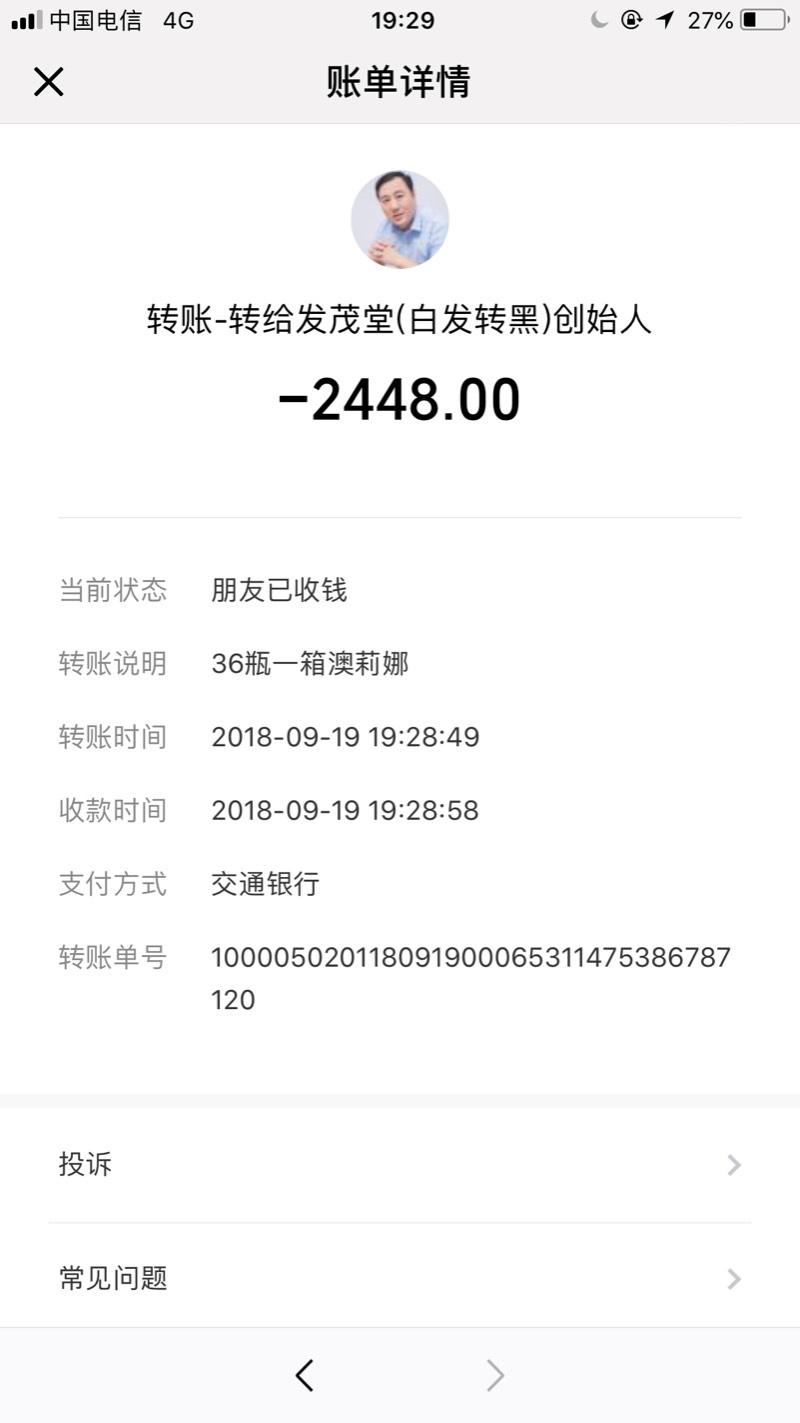 中国电信 4G 19:29 27%
账单详情
转账-转给发茂堂(白发转黑)创始人
-2448.00
当前状态 朋友已收钱
转账说明 36瓶一箱澳莉娜
转账时间 2018-09-19 19:28:49
收款时间 2018-09-19 19:28:58
支付方式 交通银行
转账单号 1000050201180919000653114753867​87
120
投诉
常见问题